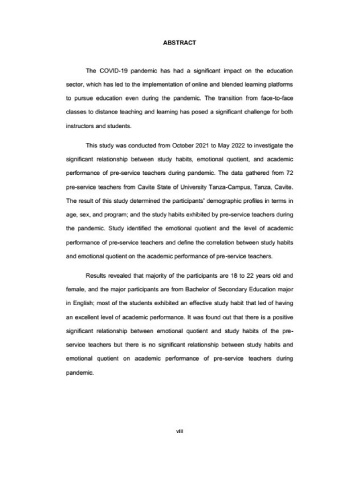 ABSTRACT
The COVID-19 pandemic has had a significant impact on the education
sector, which has led to the implementation of online and blended learning platforms
to pursue education even during the pandemic. The transition from face-to-face
classes to distance teaching and learning has posed a significant challenge for both
instructors and students.
This study was conducted from October 2021 to May 2022 to investigate the
significant relationship between study habits, emotional quotient, and academic
performance of pre-service teachers during pandemic. The data gathered from 72
pre-service teachers from Cavite State of University Tanza-Campus, Tanza, Cavite.
The result of this study determined the participants' demographic profiles in terms in
age, sex, and program; and the study habits exhibited by pre-service teachers during
the pandemic. Study identified the emotional quotient and the level of academic
performance of pre-service teachers and define the correlation between study habits
and emotional quotient on the academic performance of pre-service teachers.
Results revealed that majority of the participants are 18 to 22 years old and
female, and the major participants are from Bachelor of Secondary Education major
in English; most of the students exhibited an effective study habit that led of having
an excellent level of academic performance. It was found out that there is a positive
significant relationship between emotional quotient and study habits of the pre-
service teachers but there is no significant relationship between study habits and
emotional quotient on academic performance of pre-service teachers during
pandemic.
viii